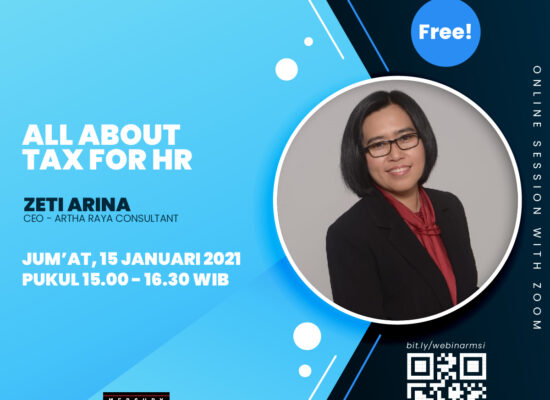 Free!
ALL ABOUT
TAX FOR HR
ZETI ARINA
CEO - ARTHA RAYA CONSULTANT
JUM'AT, 15 JANUARI 2021
PUKUL 15.00 - 16.30 WIB
ONLINE SESSION WITH ZOOM
bit.ly/webinarmsi